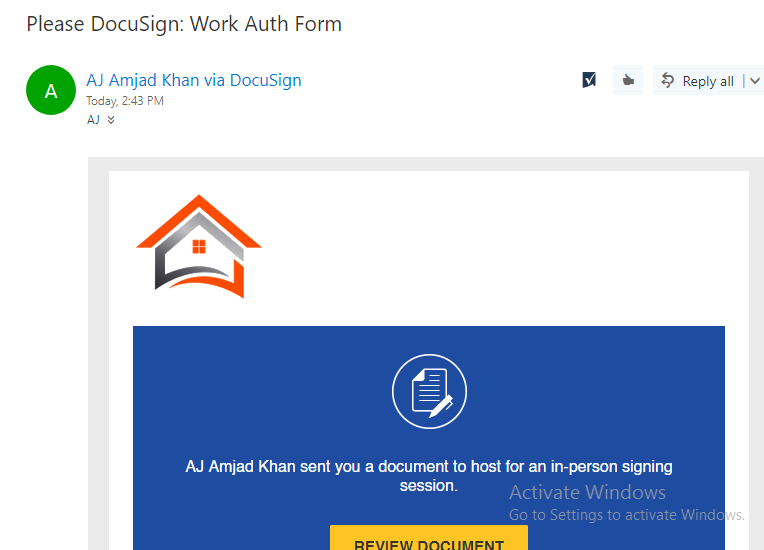 Please DocuSign: Work Auth Form
A
AJ Amjad Khan via DocuSign
Today, 2:43 PM
AJ
Reply all
AJ Amjad Khan sent you a document to host for an in-person signing
session.
Activate Windows
Go to Settings to activate Windows.
REVIEW DOCUMENT